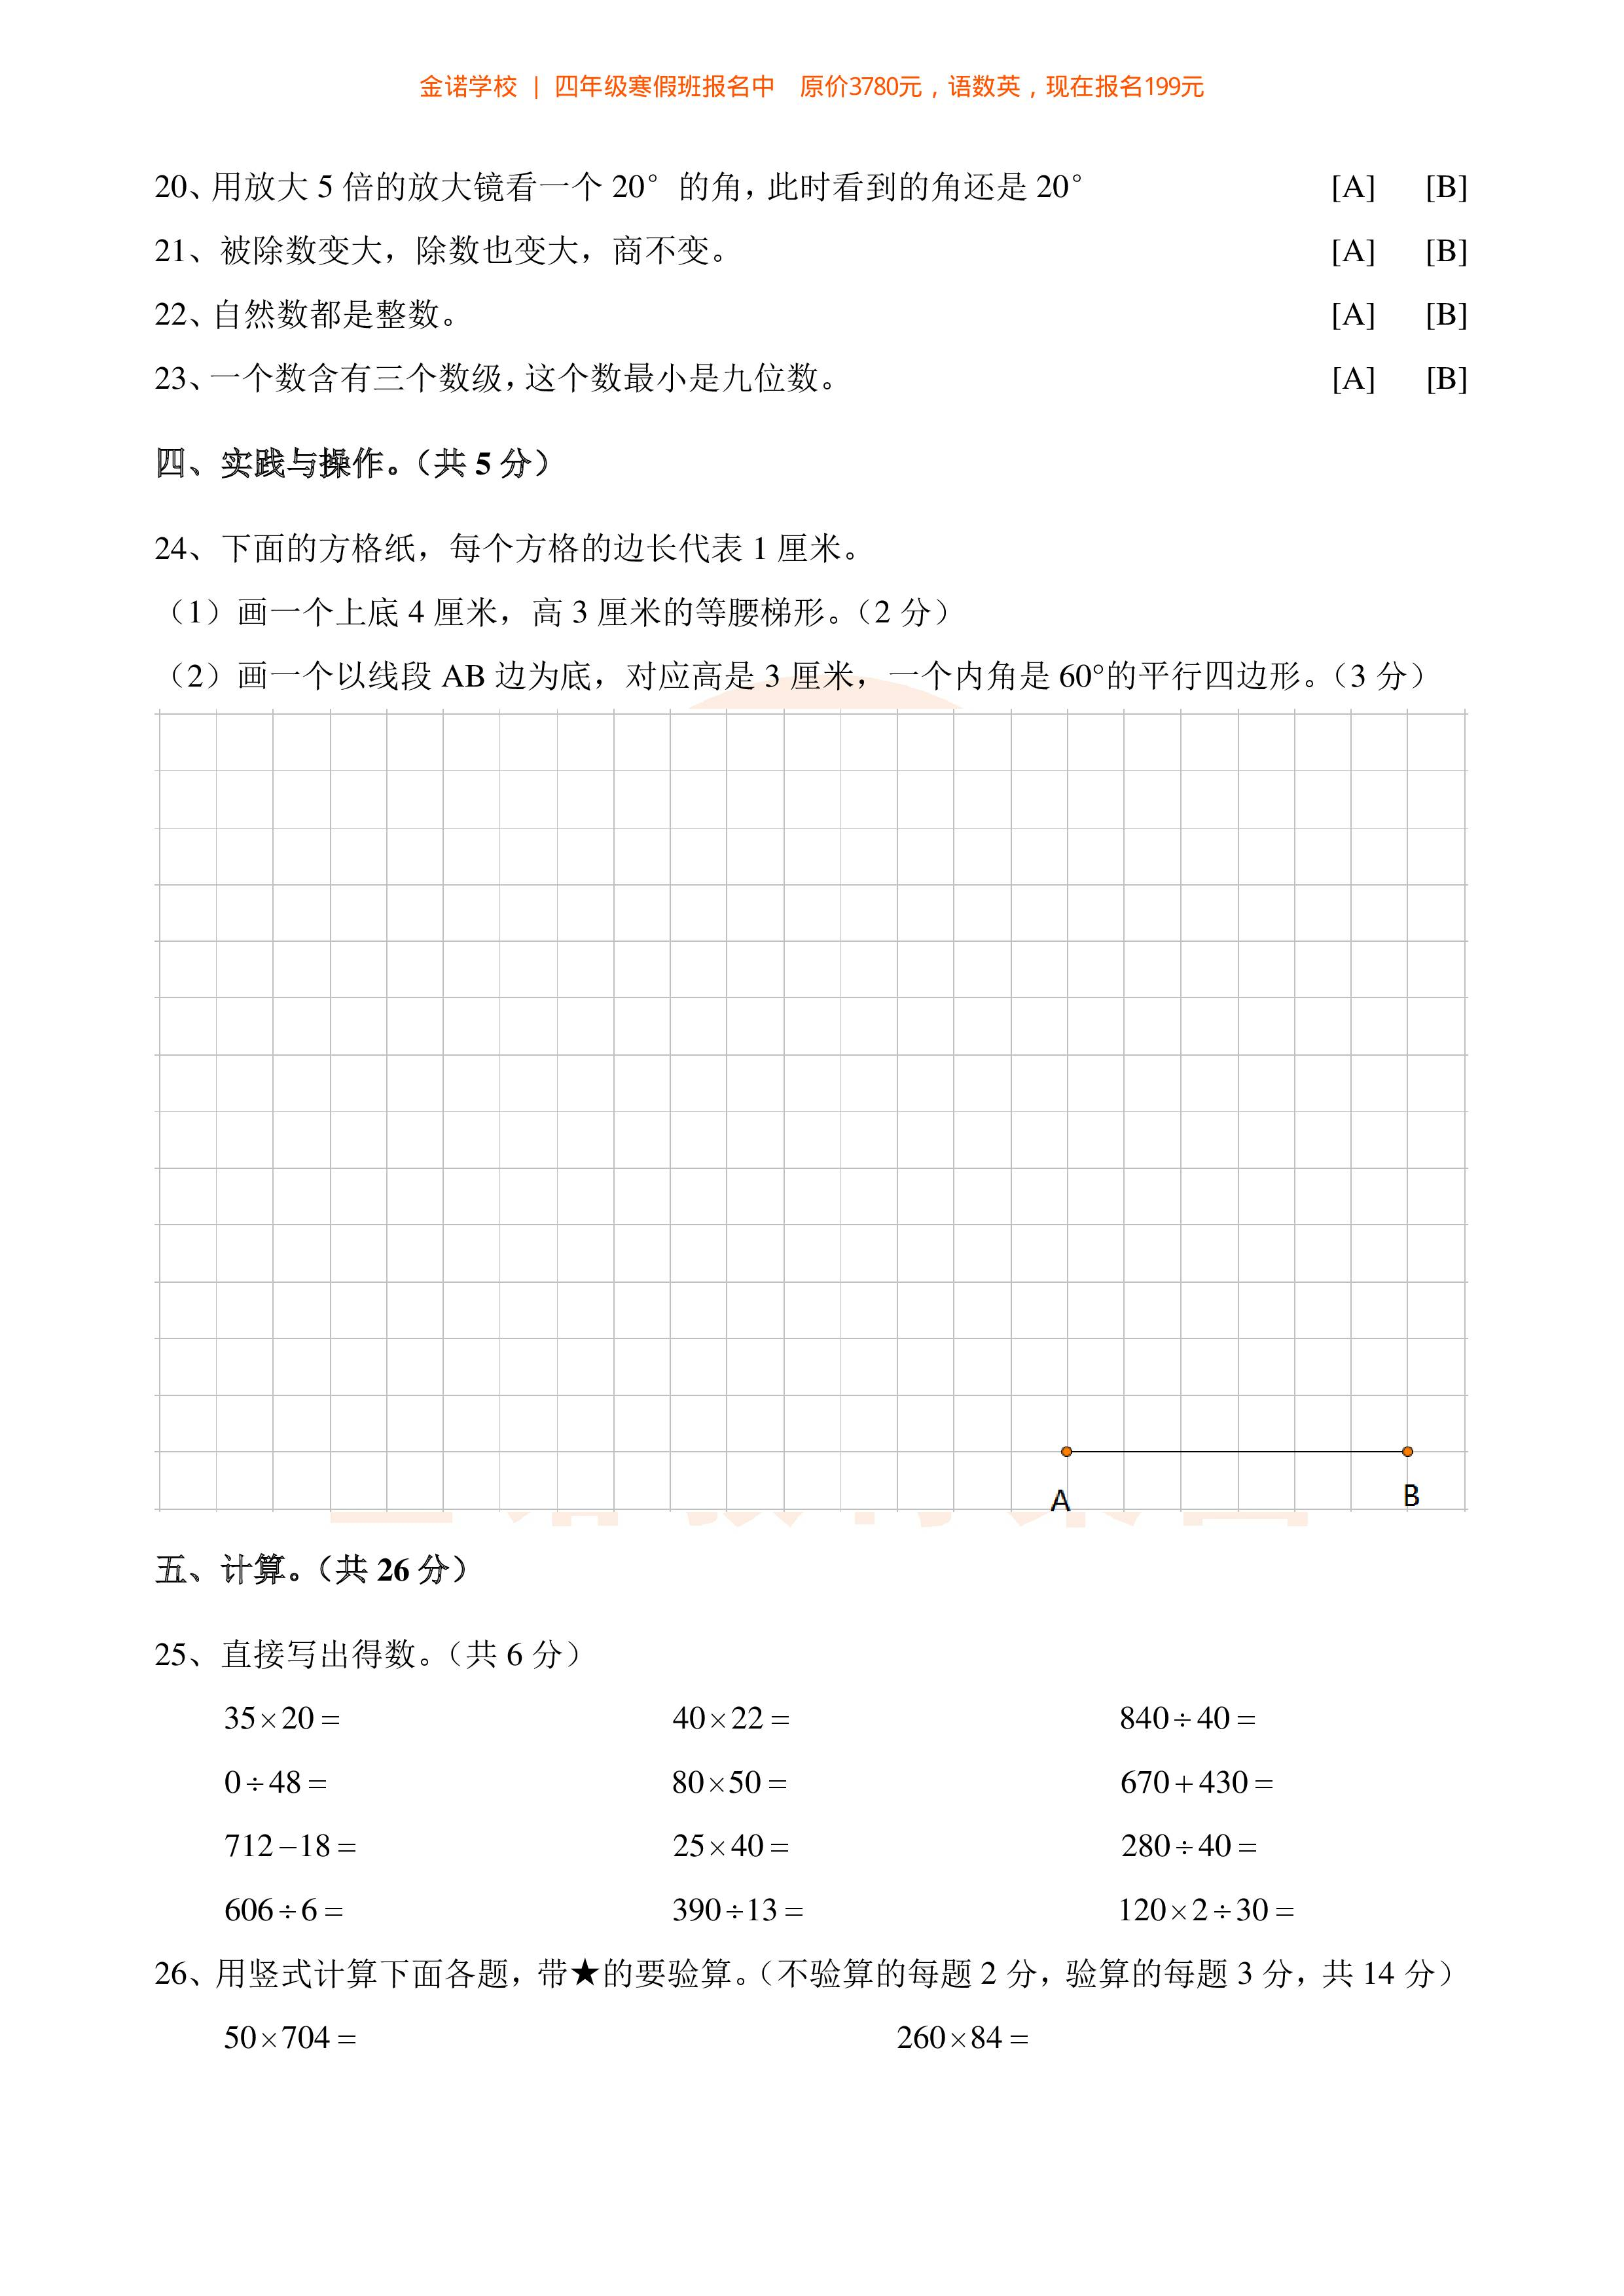 金诺学校 | 四年级寒假班报名中 原价3780元，语数英，现在报名199元
20、用放大 5 倍的放大镜看一个 20° 的角，此时看到的角还是 20° [A] [B]
21、被除数变大，除数也变大，商不变。 [A] [B]
22、自然数都是整数。 [A] [B]
23、一个数含有三个数级，这个数最小是九位数。 [A] [B]
四、实践与操作。（共 5 分）
24、下面的方格纸，每个方格的边长代表 1 厘米。
（1）画一个上底 4 厘米，高 3 厘米的等腰梯形。（2 分）
（2）画一个以线段 AB 边为底，对应高是 3 厘米，一个内角是 60°的平行四边形。（3 分）
A B
五、计算。（共 26 分）
25、直接写出得数。（共 6 分）
35×20= 40×22= 840÷40=
0÷48= 80×50= 670+430=
712−18= 25×40= 280÷40=
606÷6= 390÷13= 120×2÷30=
26、用竖式计算下面各题，带★的要验算。（不验算的每题 2 分，验算的每题 3 分，共 14 分）
50×704= 260×84=